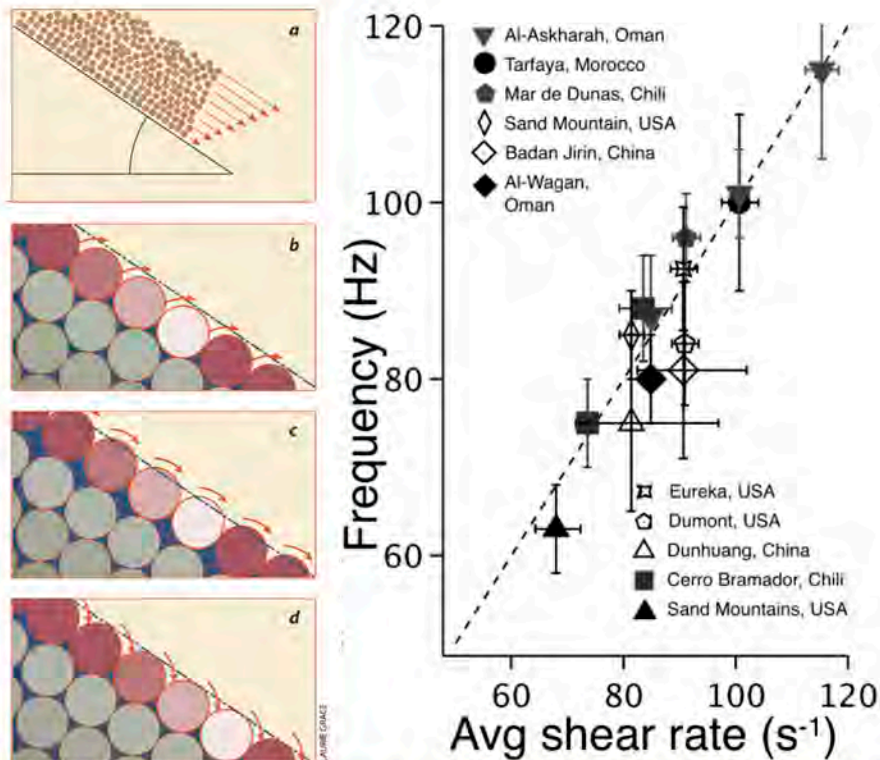 a
b
c
d
LAURIE GRACE
120
100
80
60
Frequency (Hz)
Al-Askharah, Oman
Tarfaya, Morocco
Mar de Dunas, Chili
Sand Mountain, USA
Badan Jirin, China
Al-Wagan,
Oman
Eureka, USA
Dumont, USA
Dunhuang, China
Cerro Bramador, Chili
Sand Mountains, USA
60 80 100 120
Avg shear rate (s⁻¹)